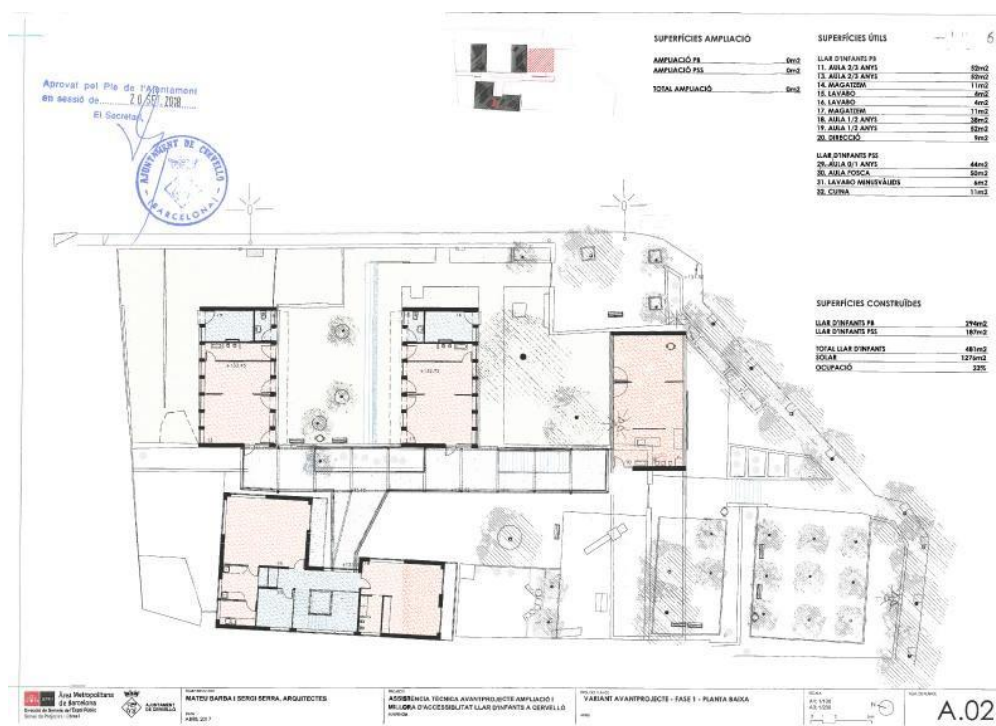 SUPERFÍCIES AMPLIACIÓ
AMPLIACIÓ PB 0m2
AMPLIACIÓ PSS 0m2
TOTAL AMPLIACIÓ 0m2
SUPERFÍCIES ÚTILS
6
LLAR D'INFANTS PB
11. AULA 2/3 ANYS 52m2
13. AULA 2/3 ANYS 52m2
14. MAGATZEM 11m2
15. LAVABO 4m2
16. LAVABO 4m2
17. MAGATZEM 11m2
18. AULA 1/2 ANYS 38m2
19. AULA 1/2 ANYS 52m2
20. DIRECCIÓ 9m2
LLAR D'INFANTS PSS
29. AULA 0/1 ANYS 44m2
30. AULA FOSCA 50m2
31. LAVABO MINUSVÀLIDS 6m2
32. CUINA 11m2
Aprovat pel Ple de l'Ajuntament
en sessió de 20 SET. 2018
El Secretari,
AJUNTAMENT DE CERVELLÓ
(BARCELONA)
SUPERFÍCIES CONSTRUÏDES
LLAR D'INFANTS PB 294m2
LLAR D'INFANTS PSS 187m2
TOTAL LLAR D'INFANTS 481m2
SOLAR 1276m2
OCUPACIÓ 23%
Àrea Metropolitana
de Barcelona
AJUNTAMENT
DE CERVELLÓ
MATEU BARBA I SERGI SERRA, ARQUITECTES
ABRIL 2017
ASSISTÈNCIA TÈCNICA AVANTPROJECTE AMPLIACIÓ I
MILLORA D'ACCESSIBLITAT LLAR D'INFANTS A CERVELLÓ
VARIANT AVANTPROJECTE - FASE 1 - PLANTA BAIXA
N
A.02